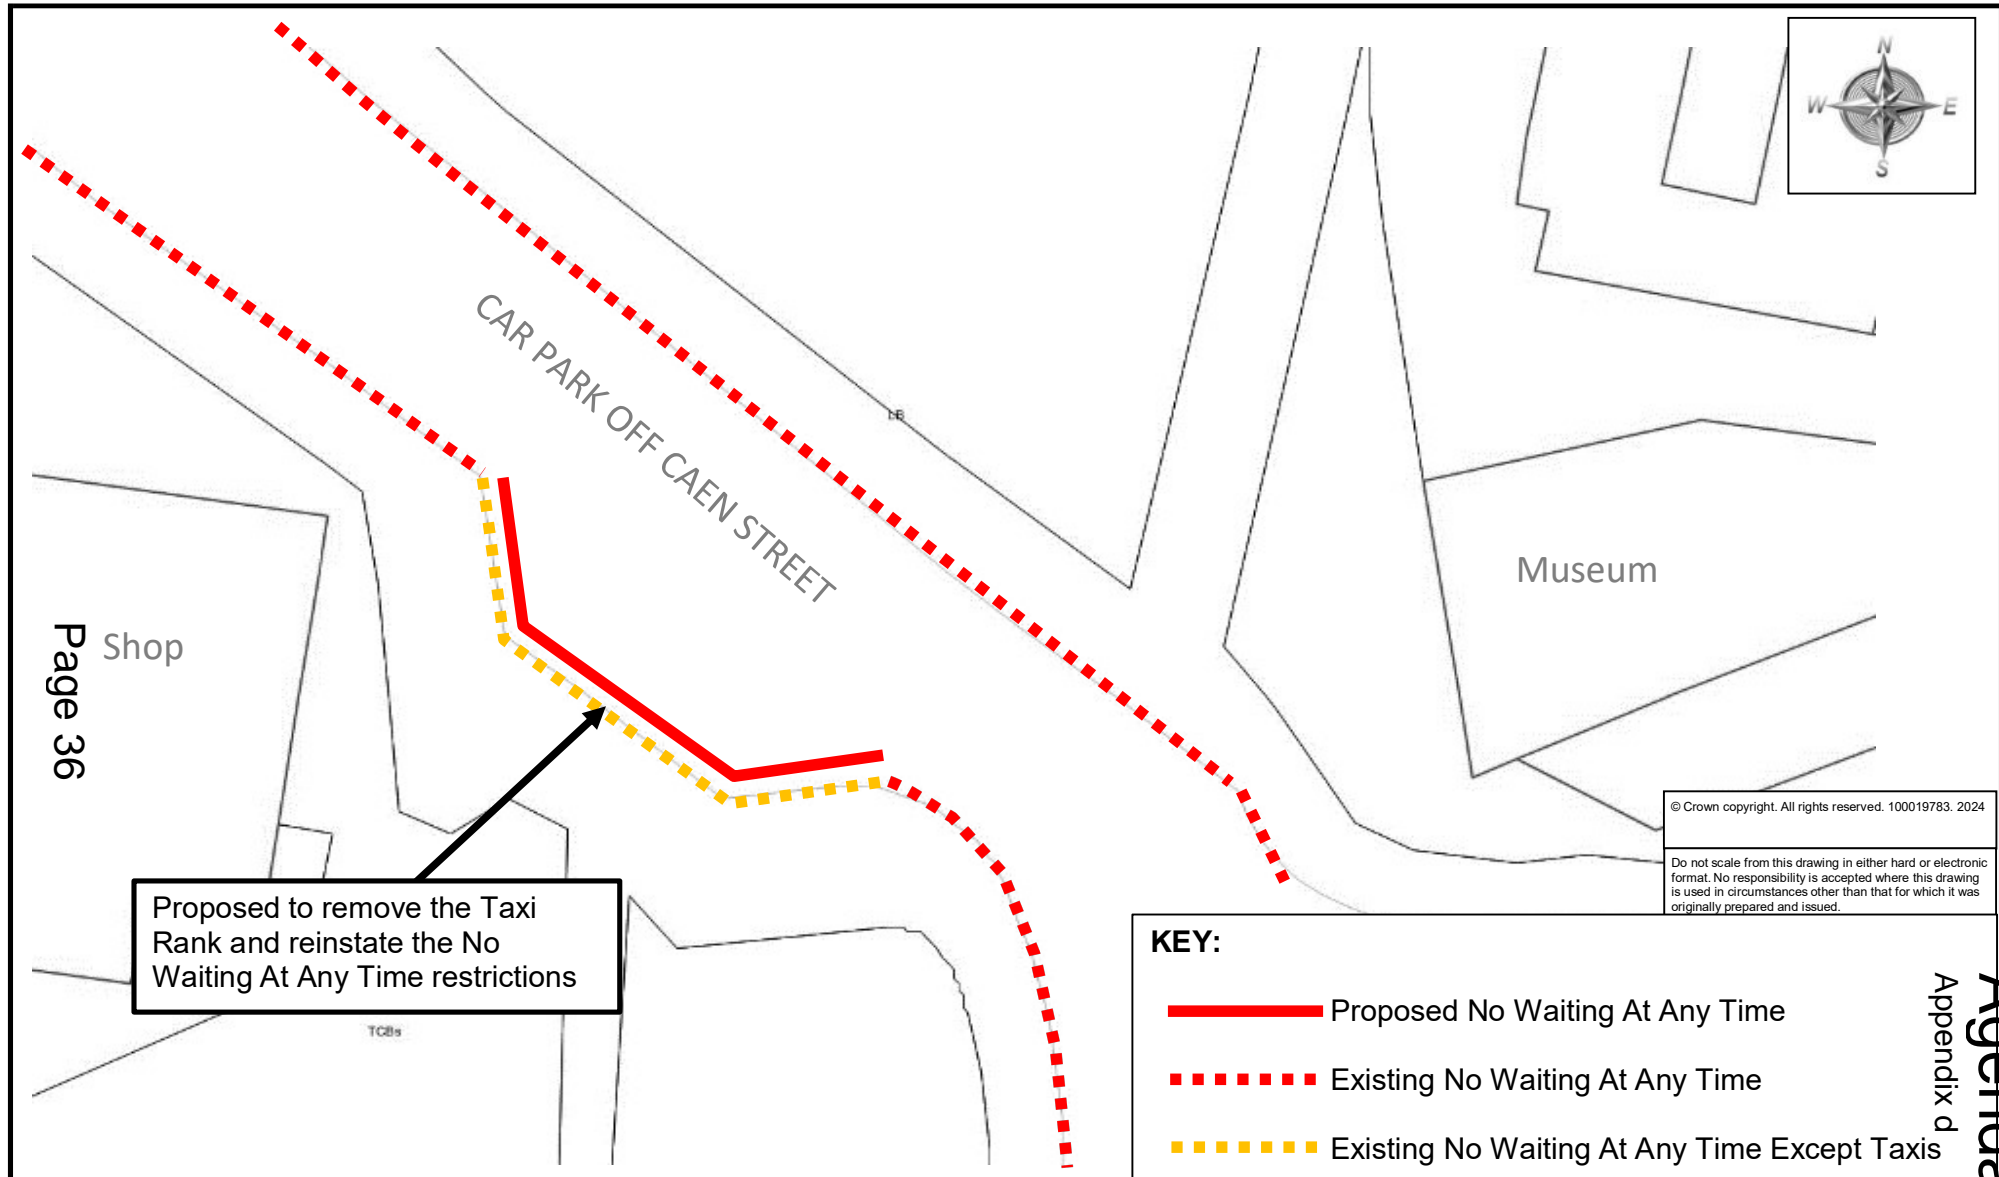 N
W E
S
CAR PARK OFF CAEN STREET
LB
Museum
Shop
Page 36
© Crown copyright. All rights reserved. 100019783. 2024
Do not scale from this drawing in either hard or electronic
format. No responsibility is accepted where this drawing
is used in circumstances other than that for which it was
originally prepared and issued.
Proposed to remove the Taxi
Rank and reinstate the No
Waiting At Any Time restrictions
TCBs
KEY:
Proposed No Waiting At Any Time
Existing No Waiting At Any Time
Existing No Waiting At Any Time Except Taxis
Agenda
Appendix d